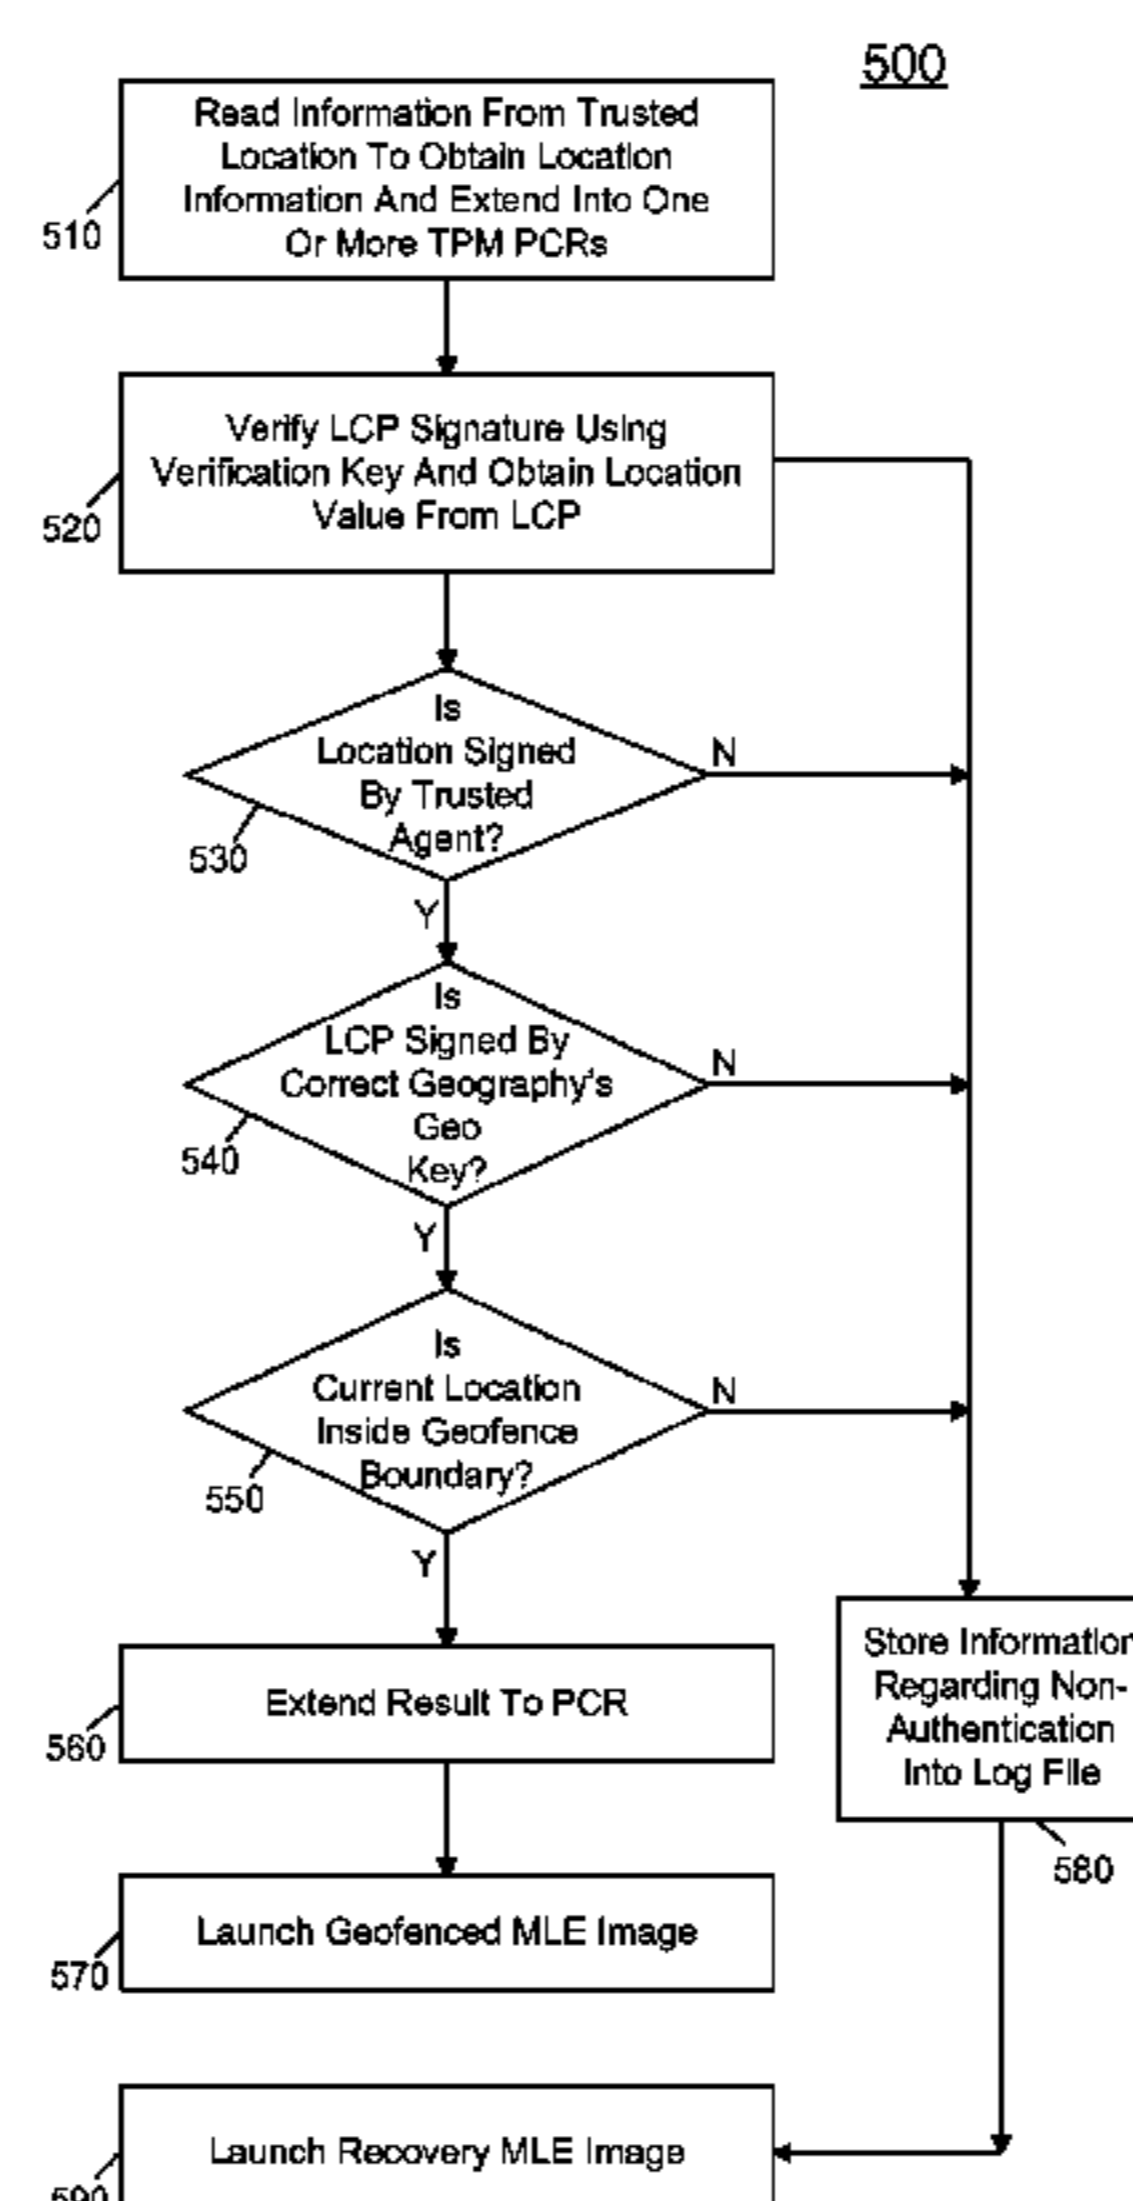 500
Read Information From Trusted
Location To Obtain Location
Information And Extend Into One
Or More TPM PCRs
510
Verify LCP Signature Using
Verification Key And Obtain Location
Value From LCP
520
Is
Location Signed
By Trusted
Agent?
N
530
Y
Is
LCP Signed By
Correct Geography's
Geo
Key?
N
540
Y
Is
Current Location
Inside Geofence
Boundary?
N
550
Y
Extend Result To PCR
560
Store Information
Regarding Non-
Authentication
Into Log File
580
Launch Geofenced MLE Image
570
Launch Recovery MLE Image
590